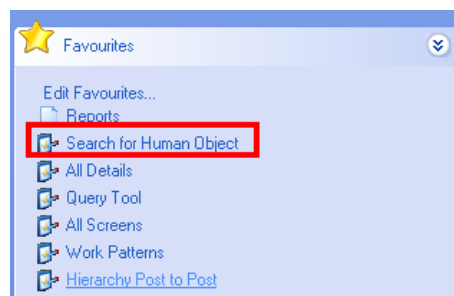 Favourites
Edit Favourites...
Reports
Search for Human Object
All Details
Query Tool
All Screens
Work Patterns
Hierarchy Post to Post